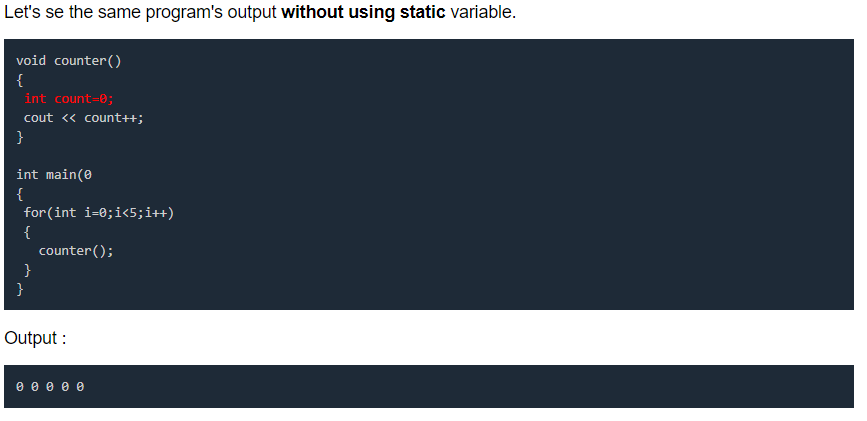 Let's se the same program's output without using static variable.
void counter()
{
int count=0;
cout << count++;
}
int main(0
{
for(int i=0;i<5;i++)
{
counter();
}
}
Output :
0 0 0 0 0